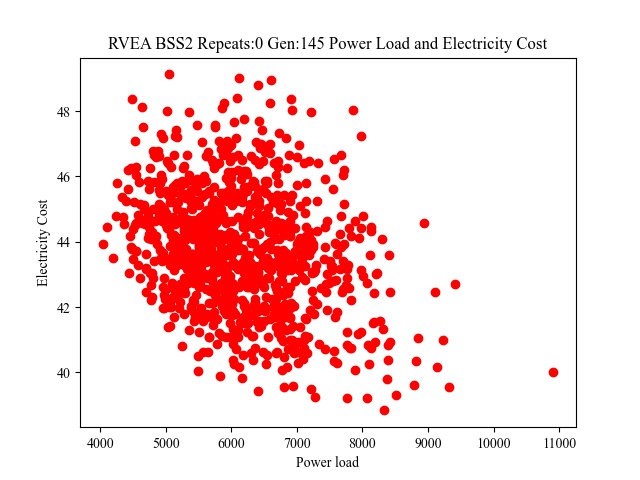 RVEA BSS2 Repeats:0 Gen:145 Power Load and Electricity Cost
48
46
44
42
40
Electricity Cost
4000 5000 6000 7000 8000 9000 10000 11000
Power load